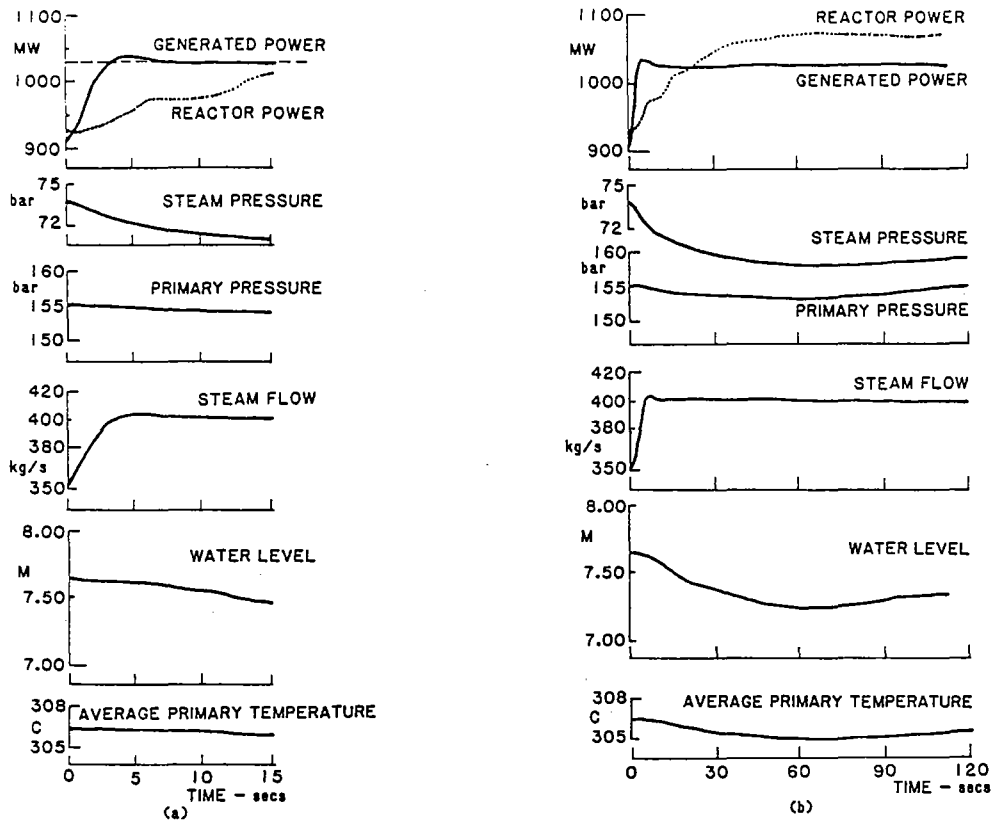 1100
MW
1000
900
GENERATED POWER
REACTOR POWER
75
bar
72
STEAM PRESSURE
160
bar
155
150
PRIMARY PRESSURE
420
400
380
kg/s
350
STEAM FLOW
8.00
M
7.50
7.00
WATER LEVEL
308
C
305
AVERAGE PRIMARY TEMPERATURE
0 5 10 15
TIME - secs
(a)
1100
MW
1000
900
REACTOR POWER
GENERATED POWER
75
bar
72
STEAM PRESSURE
160
bar
155
150
PRIMARY PRESSURE
420
400
380
kg/s
350
STEAM FLOW
8.00
M
7.50
7.00
WATER LEVEL
308
C
305
AVERAGE PRIMARY TEMPERATURE
0 30 60 90 120
TIME - secs
(b)